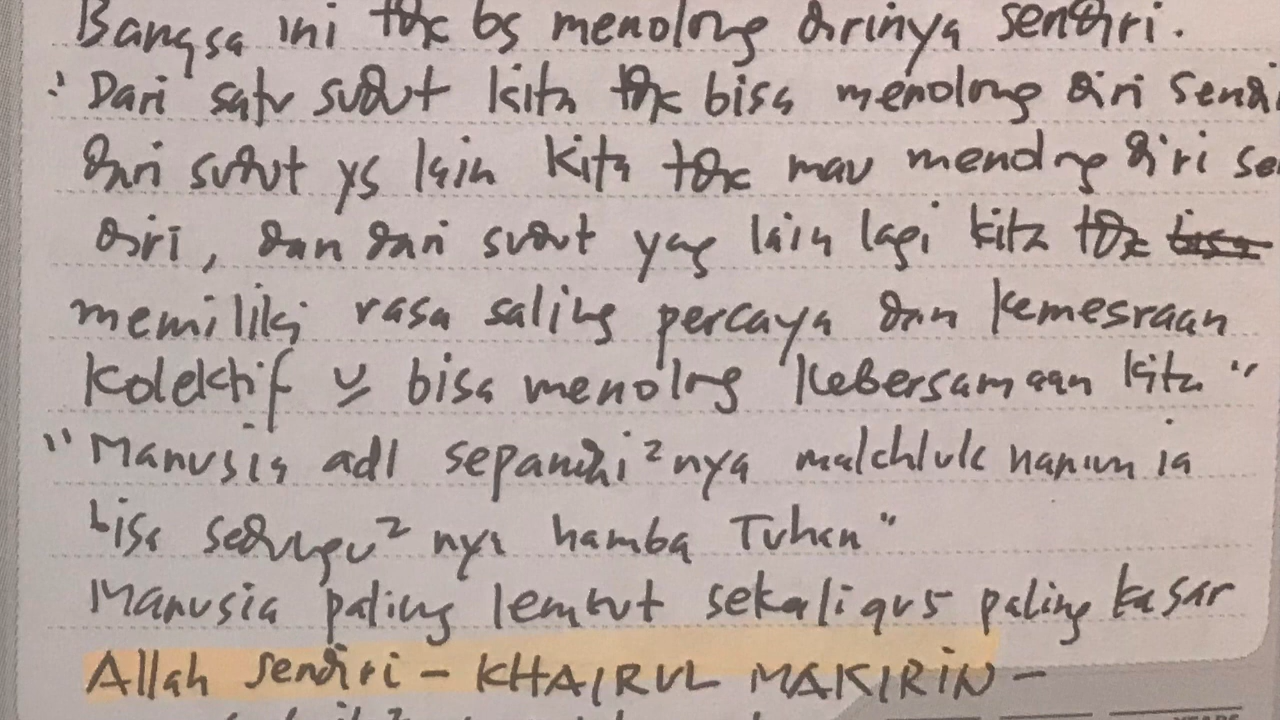 Bangsa ini tdk bs menolong dirinya sendiri.
"Dari satu sudut kita tdk bisa menolong diri sendi
dari sudut yg lain kita tdk mau menolong diri se
diri, dan dari sudut yang lain lagi kita tdk bisa
memiliki rasa saling percaya dan kemesraan
kolektif yg bisa menolong kebersamaan kita"
"Manusia adl sepandai²nya makhluk namun ia
bisa sedungu²nya hamba Tuhan"
Manusia paling lembut sekaligus paling kasar
Allah sendiri - KHAIRUL MAKIRIN -